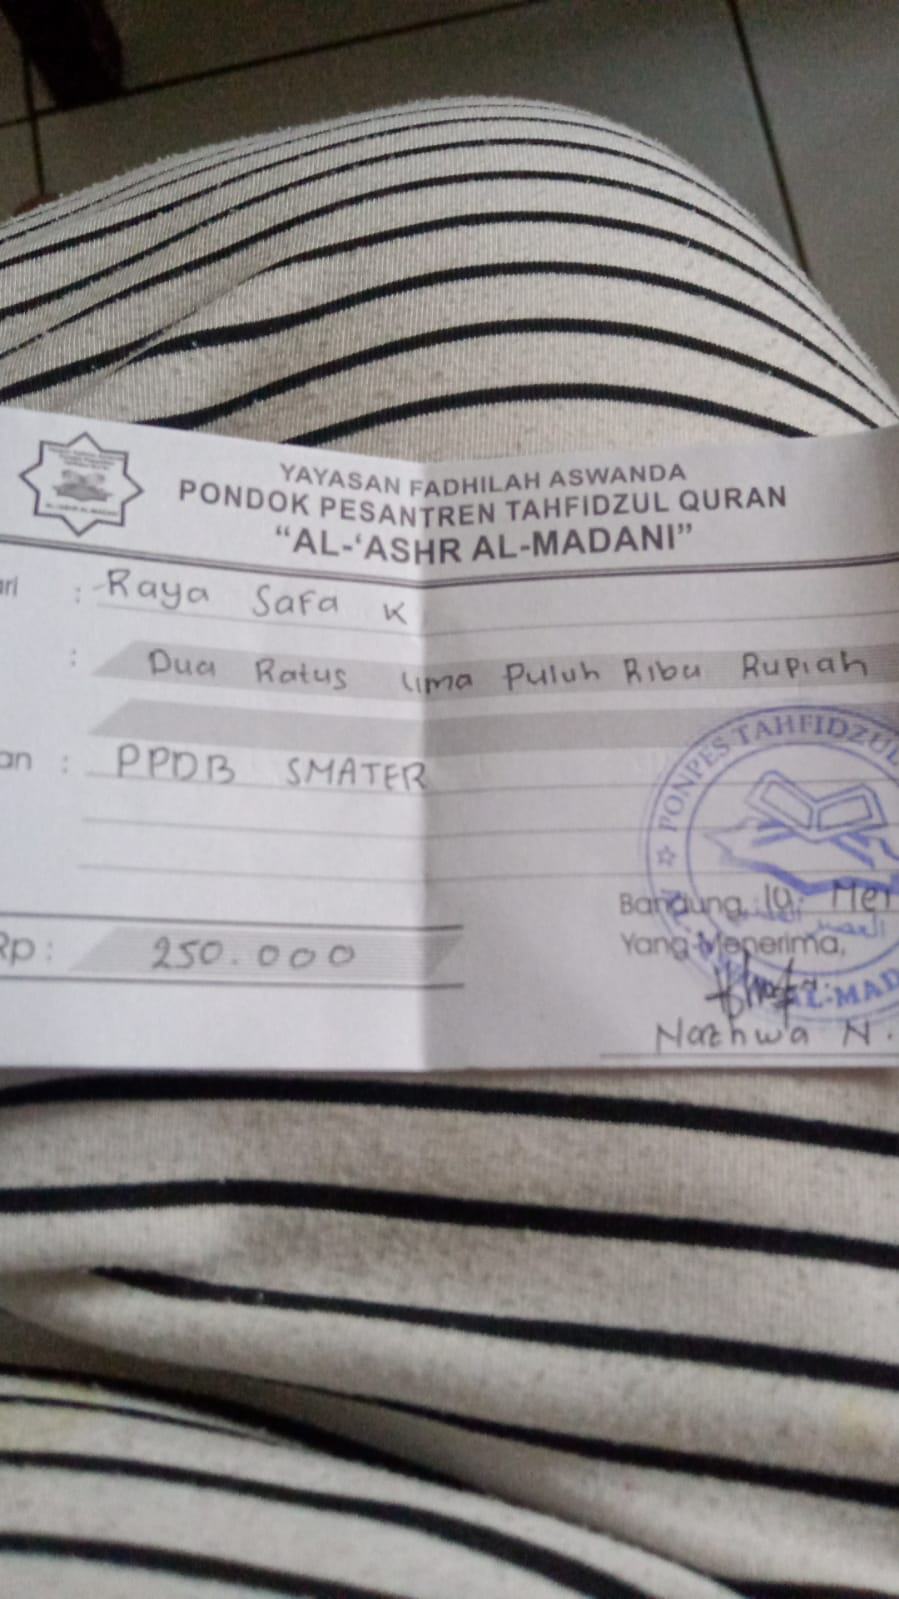 YAYASAN FADHILAH ASWANDA
PONDOK PESANTREN TAHFIDZUL QURAN
"AL-'ASHR AL-MADANI"
ri : Raya Safa K
: Dua Ratus Lima Puluh Ribu Rupiah
an : PPDB SMATER
PONPES TAHFIDZUL
Bandung, 10 Mei
Yang Menerima,
Rp : 250.000
AL-MAD
Nazhwa N.